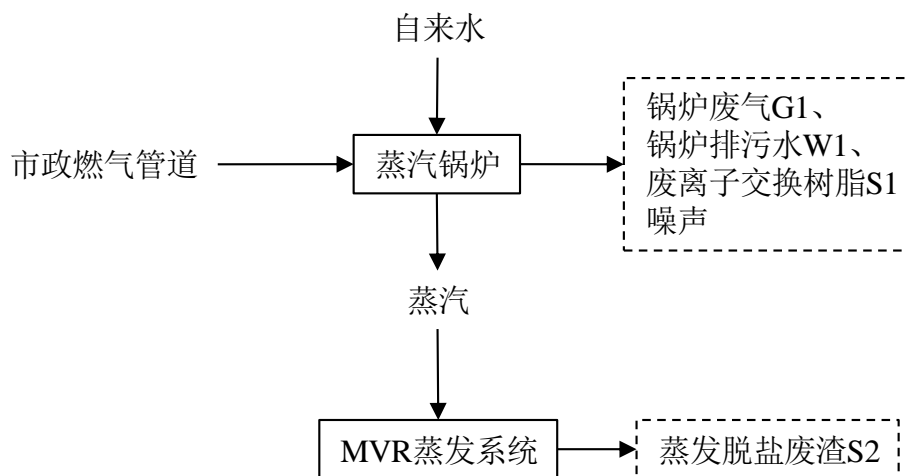 自来水
市政燃气管道
蒸汽锅炉
锅炉废气G1、
锅炉排污水W1、
废离子交换树脂S1
噪声
蒸汽
MVR蒸发系统
蒸发脱盐废渣S2